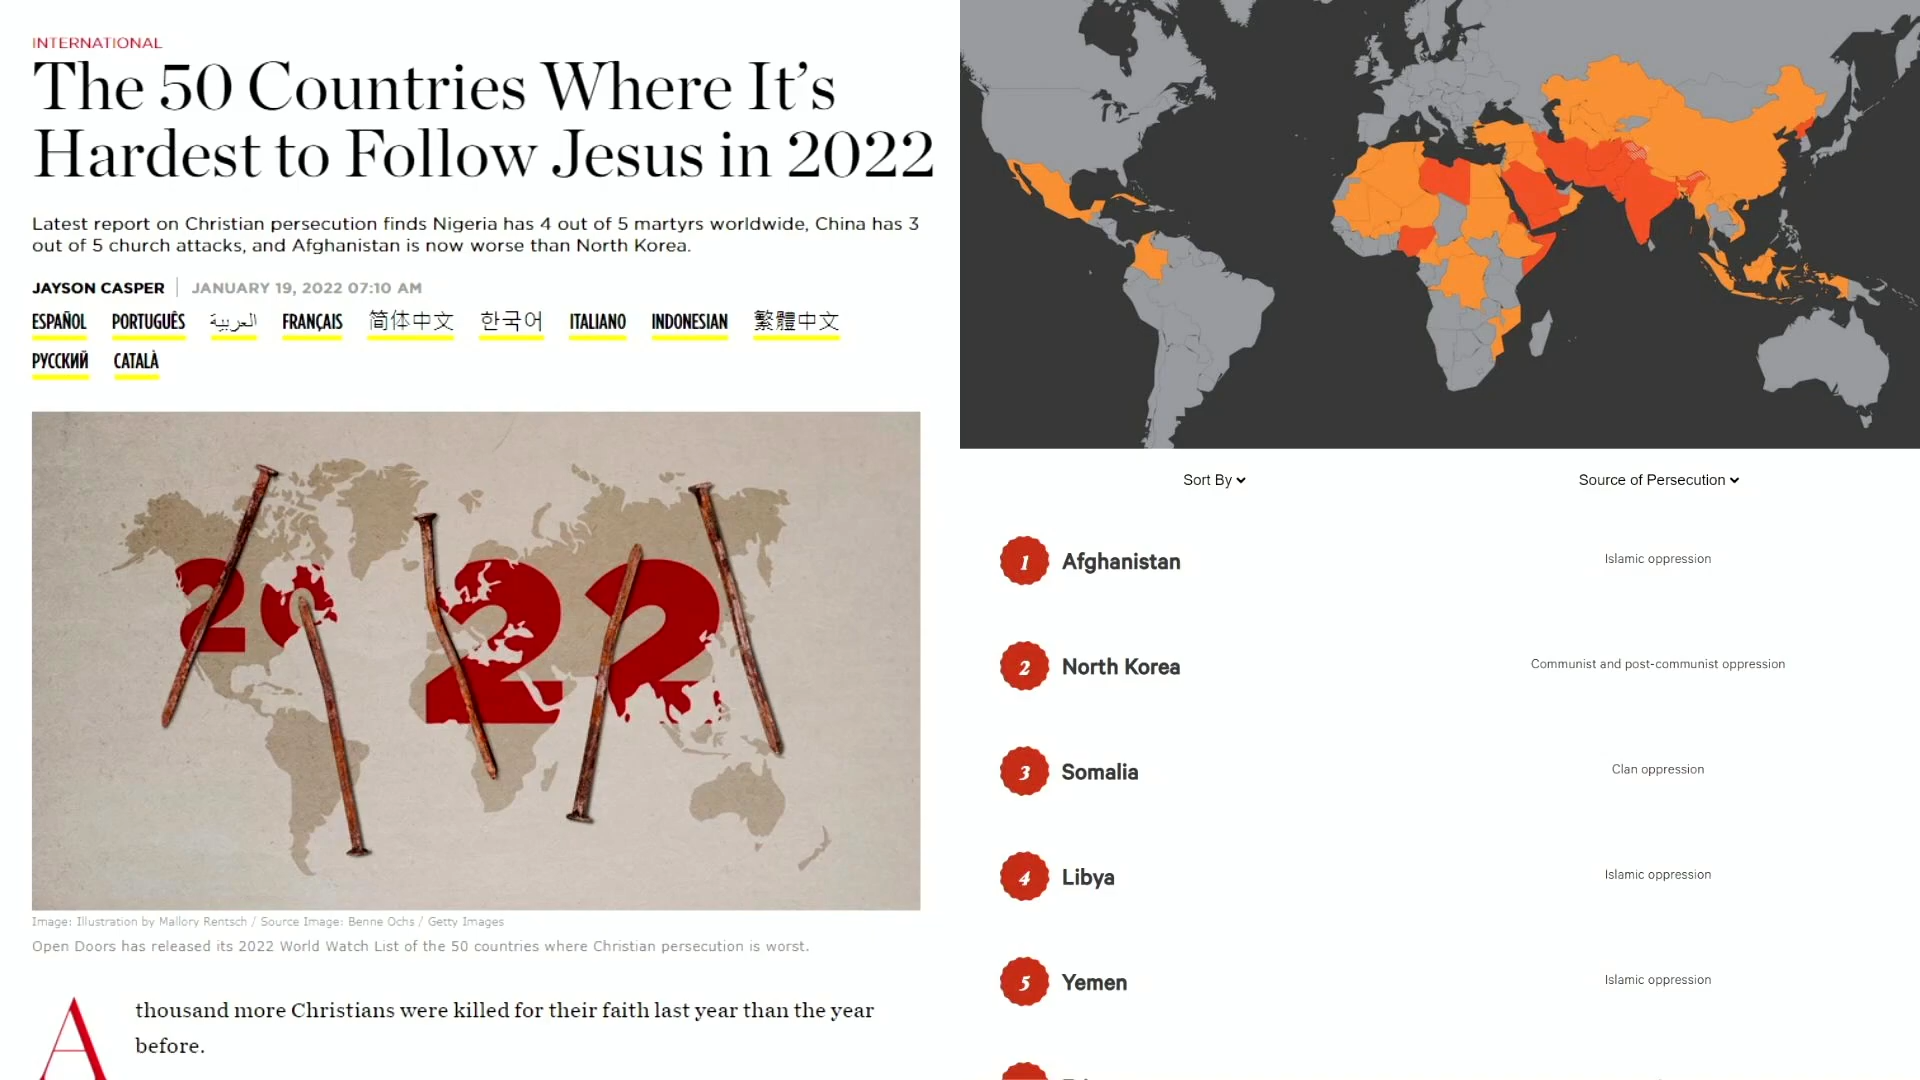 INTERNATIONAL
The 50 Countries Where It's
Hardest to Follow Jesus in 2022
Latest report on Christian persecution finds Nigeria has 4 out of 5 martyrs worldwide, China has 3
out of 5 church attacks, and Afghanistan is now worse than North Korea.
JAYSON CASPER | JANUARY 19, 2022 07:10 AM
ESPAÑOL PORTUGUÊS العربية FRANÇAIS 简体中文 한국어 ITALIANO INDONESIAN 繁體中文
РУССКИЙ CATALÀ
2022
Image: Illustration by Mallory Rentsch / Source Image: Benne Ochs / Getty Images
Open Doors has released its 2022 World Watch List of the 50 countries where Christian persecution is worst.
A thousand more Christians were killed for their faith last year than the year
before.
Sort By Source of Persecution
1 Afghanistan Islamic oppression
2 North Korea Communist and post-communist oppression
3 Somalia Clan oppression
4 Libya Islamic oppression
5 Yemen Islamic oppression